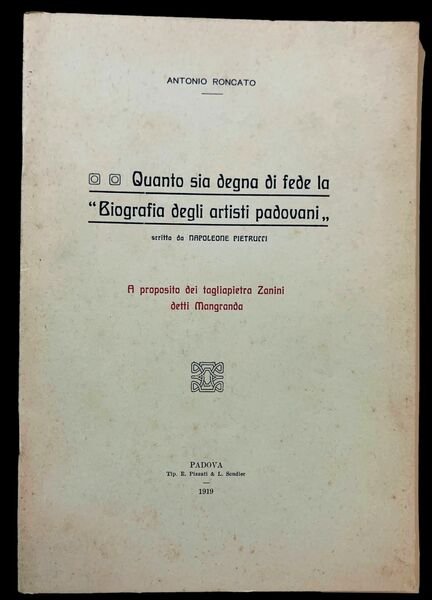 ANTONIO RONCATO
Quanto sia degna di fede la
“Biografia degli artisti padovani„
scritta da NAPOLEONE PIETRUCCI
A proposito dei tagliapietra Zanini
detti Mangranda
PADOVA
Tip. E. Pizzati & L. Sendier
1919